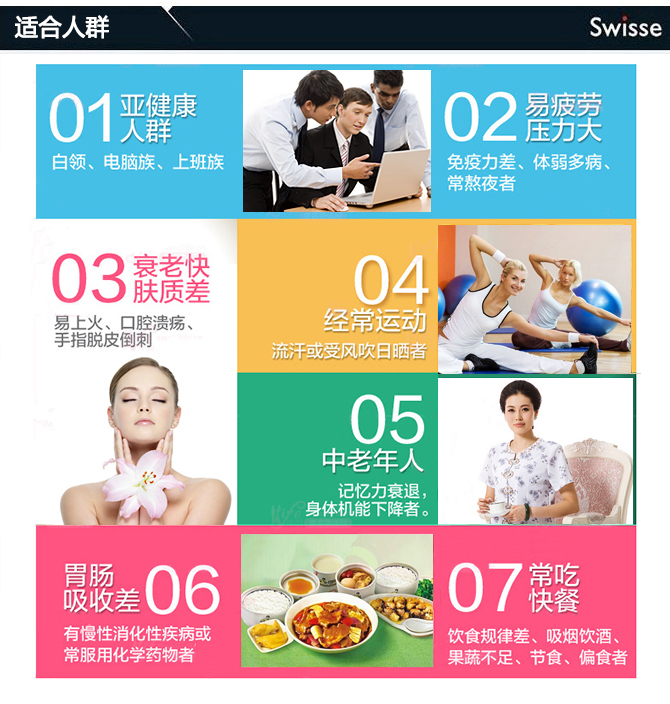 适合人群
Swisse
01 亚健康
人群
白领、电脑族、上班族
02 易疲劳
压力大
免疫力差、体弱多病、
常熬夜者
03 衰老快
肤质差
易上火、口腔溃疡、
手指脱皮倒刺
04
经常运动
流汗或受风吹日晒者
05
中老年人
记忆力衰退，
身体机能下降者。
胃肠
吸收差 06
有慢性消化性疾病或
常服用化学药物者
07 常吃
快餐
饮食规律差、吸烟饮酒、
果蔬不足、节食、偏食者